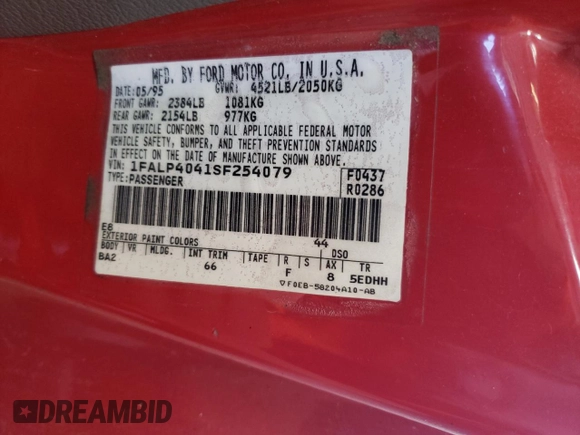 MFD. BY FORD MOTOR CO. IN U.S.A.
DATE: 05/95 GVWR: 4521LB/2050KG
FRONT GAWR: 2384LB 1081KG
REAR GAWR: 2154LB 977KG
THIS VEHICLE CONFORMS TO ALL APPLICABLE FEDERAL MOTOR
VEHICLE SAFETY, BUMPER, AND THEFT PREVENTION STANDARDS
IN EFFECT ON THE DATE OF MANUFACTURE SHOWN ABOVE.
VIN: 1FALP4041SF254079 F0437
TYPE: PASSENGER R0286
E8 44
EXTERIOR PAINT COLORS DSO
BODY VR MLDG. INT TRIM TAPE R S AX TR
BA2 66 F 8 5EDHH
▽F0EB-58204A10-AB
DREAMBID